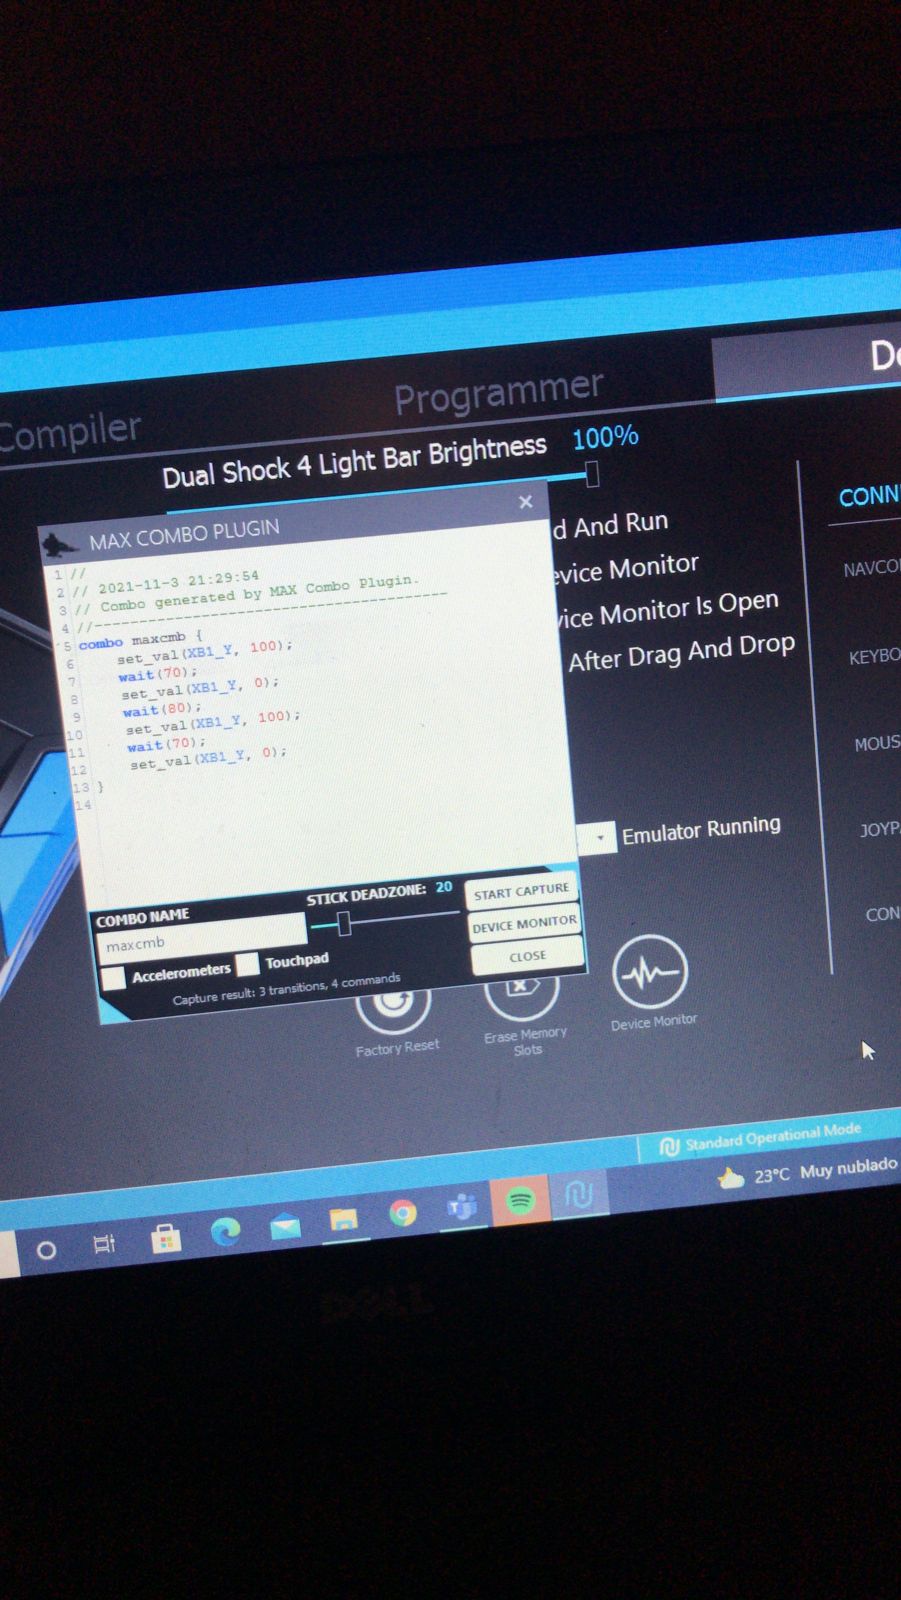 Compiler
Programmer
Dual Shock 4 Light Bar Brightness 100%
MAX COMBO PLUGIN
1 //
2 // 2021-11-3 21:29:54
3 // Combo generated by MAX Combo Plugin.
4 //---------------------------------------
5 combo maxcmb {
6 set_val(XB1_Y, 100);
7 wait(70);
8 set_val(XB1_Y, 0);
9 wait(80);
10 set_val(XB1_Y, 100);
11 wait(70);
12 set_val(XB1_Y, 0);
13 }
14
d And Run
evice Monitor
vice Monitor Is Open
After Drag And Drop
Emulator Running
COMBO NAME
maxcmb
STICK DEADZONE: 20
Accelerometers
Touchpad
Capture result: 3 transitions, 4 commands
START CAPTURE
DEVICE MONITOR
CLOSE
Factory Reset
Erase Memory
Slots
Device Monitor
CONN
NAVCO
KEYBO
MOUS
JOYP
CON
Standard Operational Mode
23°C Muy nublado
DELL